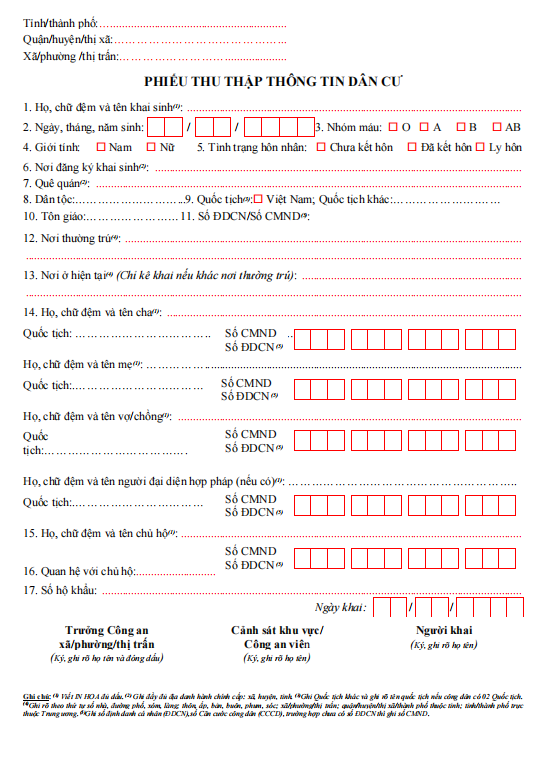 Tỉnh/thành phố: ……………………………
Quận/huyện/thị xã:……………………………
Xã/phường /thị trấn:……………………………
PHIẾU THU THẬP THÔNG TIN DÂN CƯ
1. Họ, chữ đệm và tên khai sinh(1): ……………………………
2. Ngày, tháng, năm sinh: / / 3. Nhóm máu: O A B AB
4. Giới tính: Nam Nữ 5. Tình trạng hôn nhân: Chưa kết hôn Đã kết hôn Ly hôn
6. Nơi đăng ký khai sinh(2): ……………………………
7. Quê quán(2): ……………………………
8. Dân tộc:……………………9. Quốc tịch(3): Việt Nam; Quốc tịch khác:……………………
10. Tôn giáo:……………………11. Số ĐDCN/Số CMND(5):
12. Nơi thường trú(4): ……………………………
……………………………
13. Nơi ở hiện tại(4) (Chỉ kê khai nếu khác nơi thường trú): ……………………………
……………………………
14. Họ, chữ đệm và tên cha(1): ……………………………
Quốc tịch: …………………………… Số CMND ..
Số ĐDCN (5)
Họ, chữ đệm và tên mẹ(1): ……………………………
Quốc tịch:…………………………… Số CMND
Số ĐDCN (5)
Họ, chữ đệm và tên vợ/chồng(1): ……………………………
Quốc
tịch:…………………………… Số CMND
Số ĐDCN (5)
Họ, chữ đệm và tên người đại diện hợp pháp (nếu có)(1): ……………………………
Quốc tịch:…………………………… Số CMND
Số ĐDCN (5)
15. Họ, chữ đệm và tên chủ hộ(1): ……………………………
Số CMND
Số ĐDCN (5)
16. Quan hệ với chủ hộ:……………………
17. Số hộ khẩu: ……………………………
Ngày khai: / /
Trưởng Công an
xã/phường/thị trấn
(Ký, ghi rõ họ tên và đóng dấu)
Cảnh sát khu vực/
Công an viên
(Ký, ghi rõ họ tên)
Người khai
(Ký, ghi rõ họ tên)
Ghi chú: (1) Viết IN HOA đủ dấu. (2) Ghi đầy đủ địa danh hành chính cấp: xã, huyện, tỉnh. (3)Ghi Quốc tịch khác và ghi rõ tên quốc tịch nếu công dân có 02 Quốc tịch.
(4)Ghi rõ theo thứ tự số nhà, đường phố, xóm, làng; thôn, ấp, bản, buôn, phum, sóc; xã/phường/thị trấn; quận/huyện/thị xã/thành phố thuộc tỉnh; tỉnh/thành phố trực
thuộc Trung ương. (5)Ghi số định danh cá nhân (ĐDCN),số Căn cước công dân (CCCD), trường hợp chưa có số ĐDCN thì ghi số CMND.